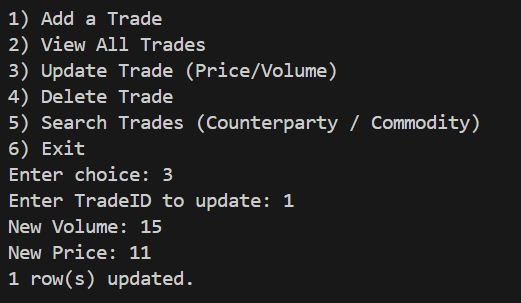 1) Add a Trade
2) View All Trades
3) Update Trade (Price/Volume)
4) Delete Trade
5) Search Trades (Counterparty / Commodity)
6) Exit
Enter choice: 3
Enter TradeID to update: 1
New Volume: 15
New Price: 11
1 row(s) updated.